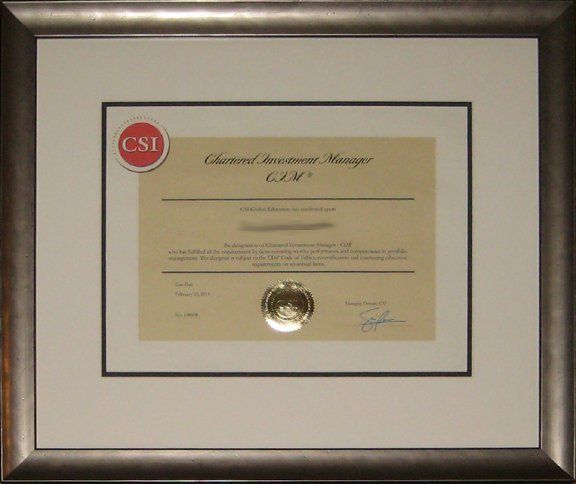 CSI
Chartered Investment Manager
CIM ®
CSI Global Education has conferred upon
the designation of Chartered Investment Manager - CIM®
who has fulfilled all the requirements by demonstrating worthy performance and competencies in portfolio
management. The designee is subject to the CIM® Code of Ethics, recertification and continuing education
requirements on an annual basis.
Issue Date
February 13,
Managing Director, CSI
No.